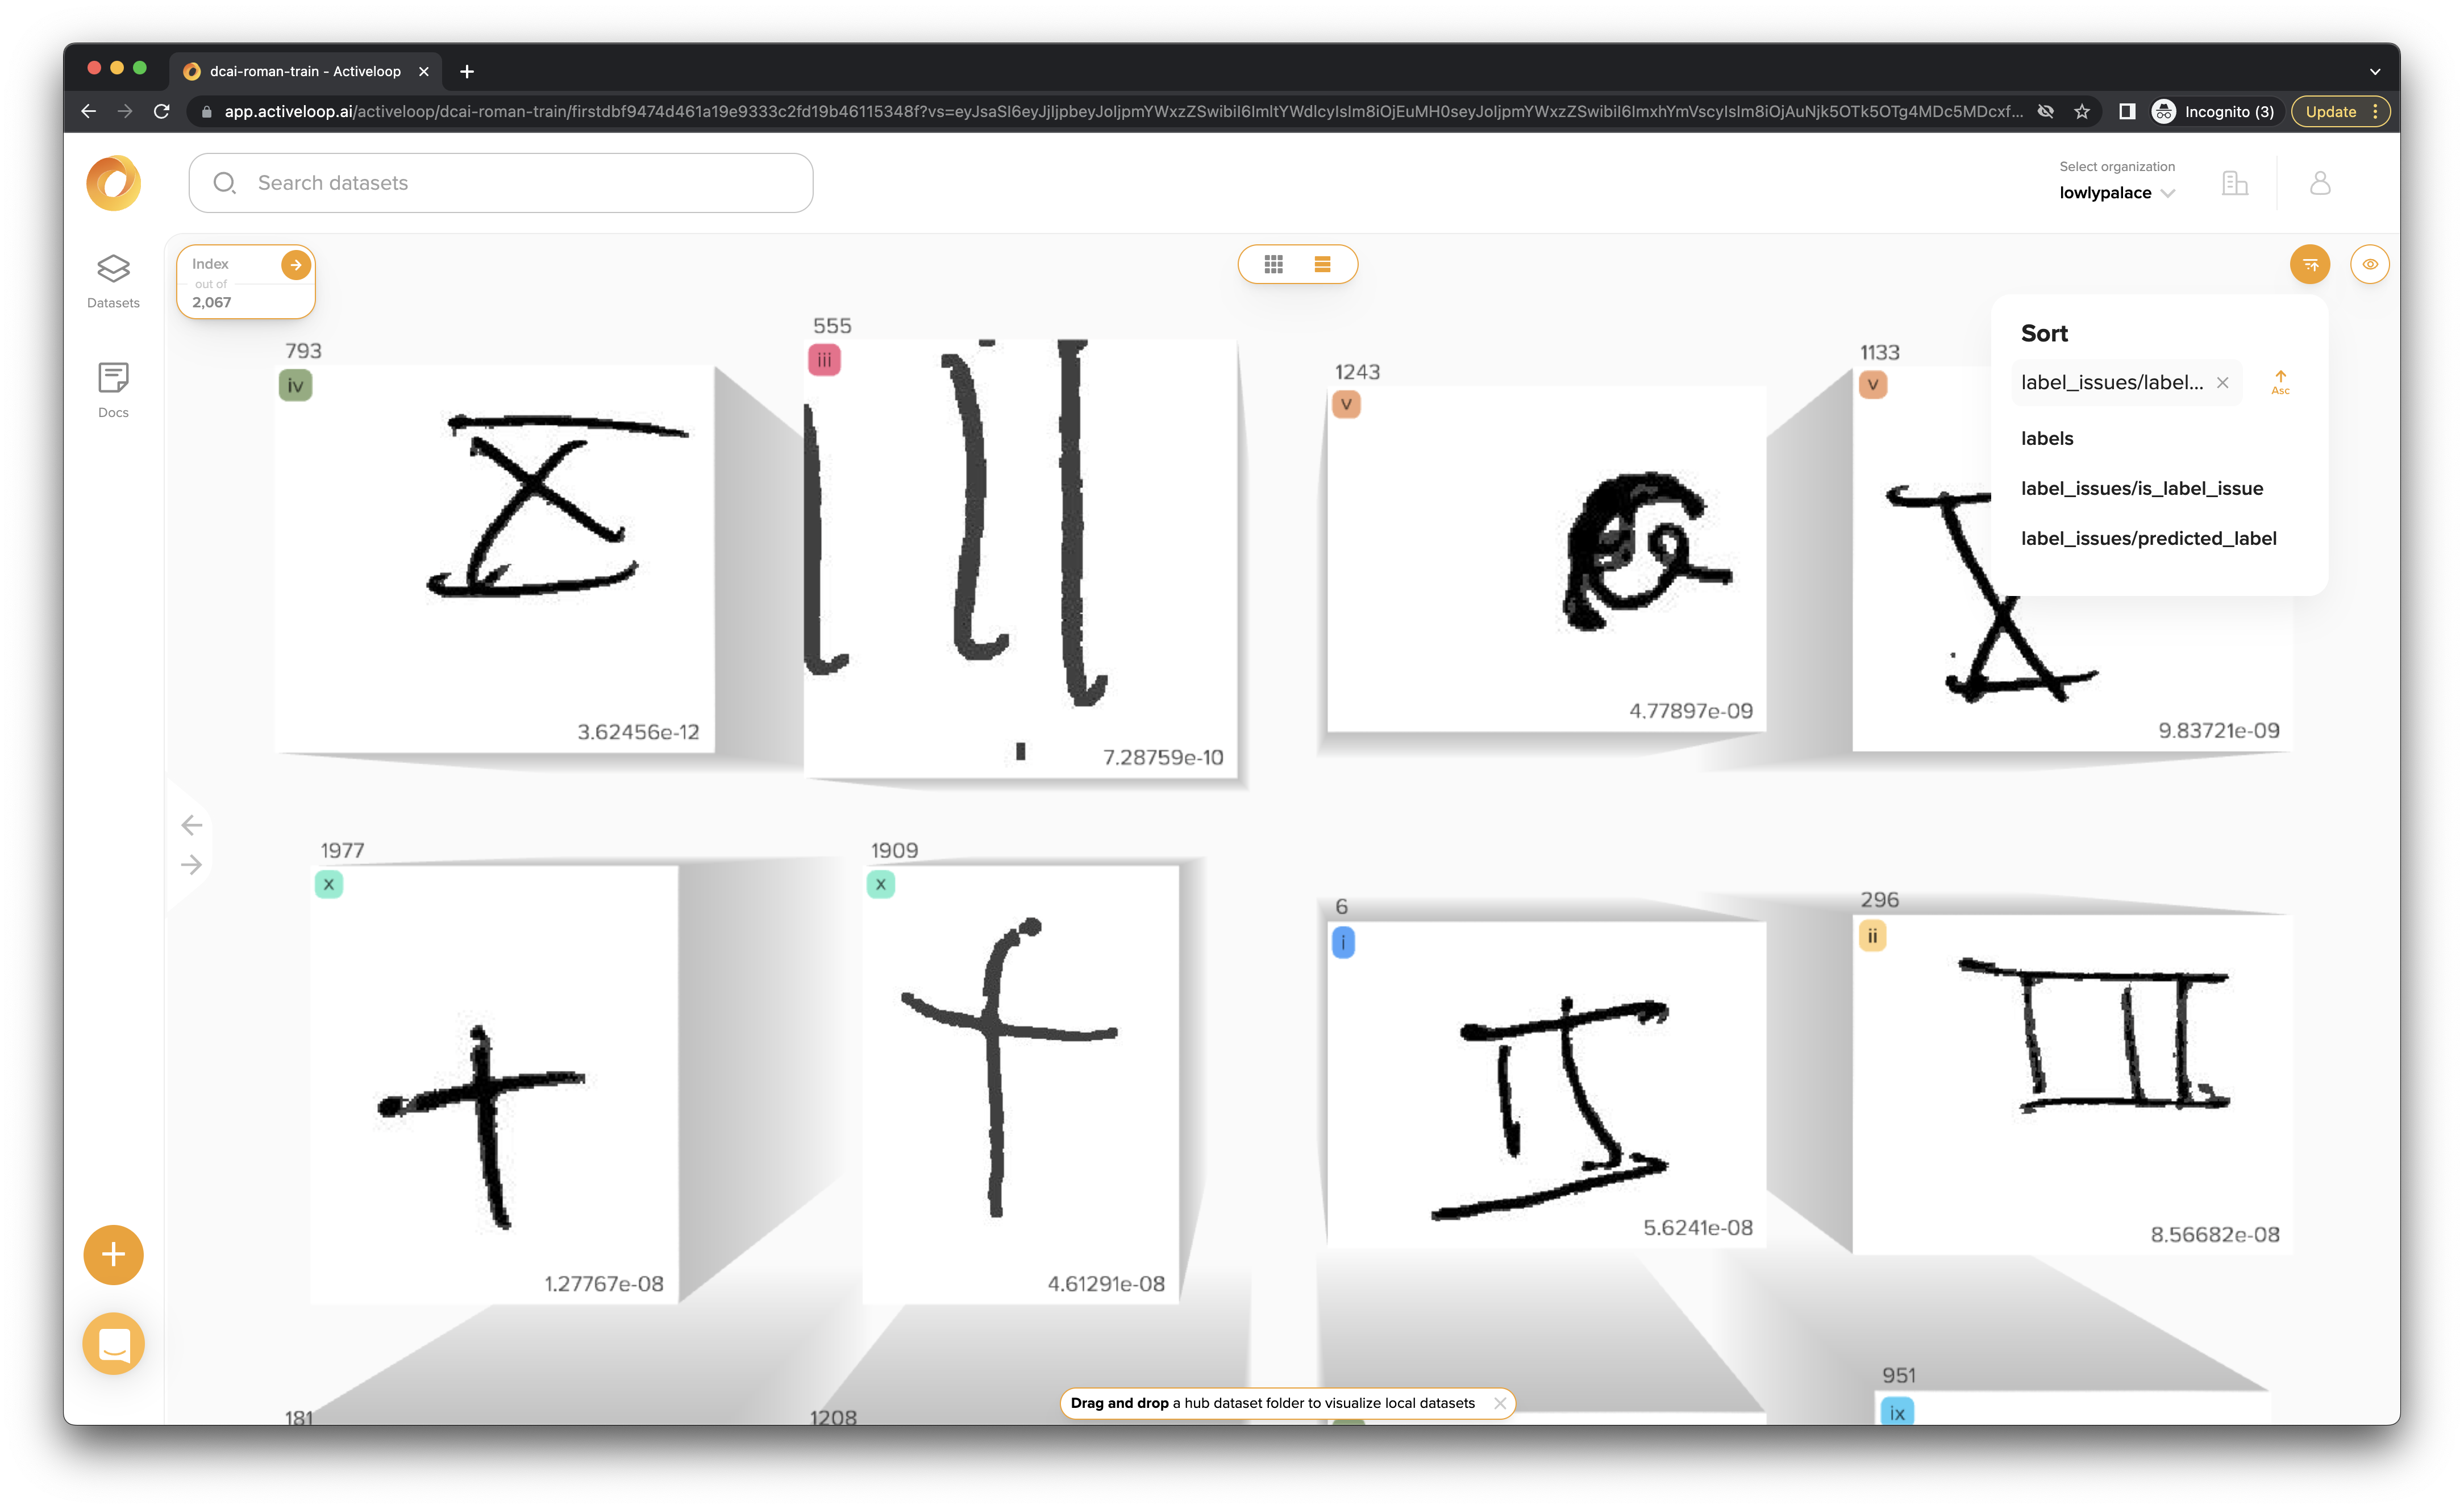 dcai-roman-train - Activeloop
app.activeloop.ai/activeloop/dcai-roman-train/firstdbf9474d461a19e9333c2fd19b46115348f?vs=
Incognito (3)
Update
Search datasets
Select organization
lowlypalace
Datasets
Docs
Index
out of
2,067
Sort
label_issues/label...
Asc
labels
label_issues/is_label_issue
label_issues/predicted_label
793
iv
3.62456e-12
555
iii
7.28759e-10
1243
v
4.77897e-09
1133
v
9.83721e-09
1977
x
1.27767e-08
1909
x
4.61291e-08
6
i
5.6241e-08
296
ii
8.56682e-08
181
1208
951
ix
Drag and drop a hub dataset folder to visualize local datasets